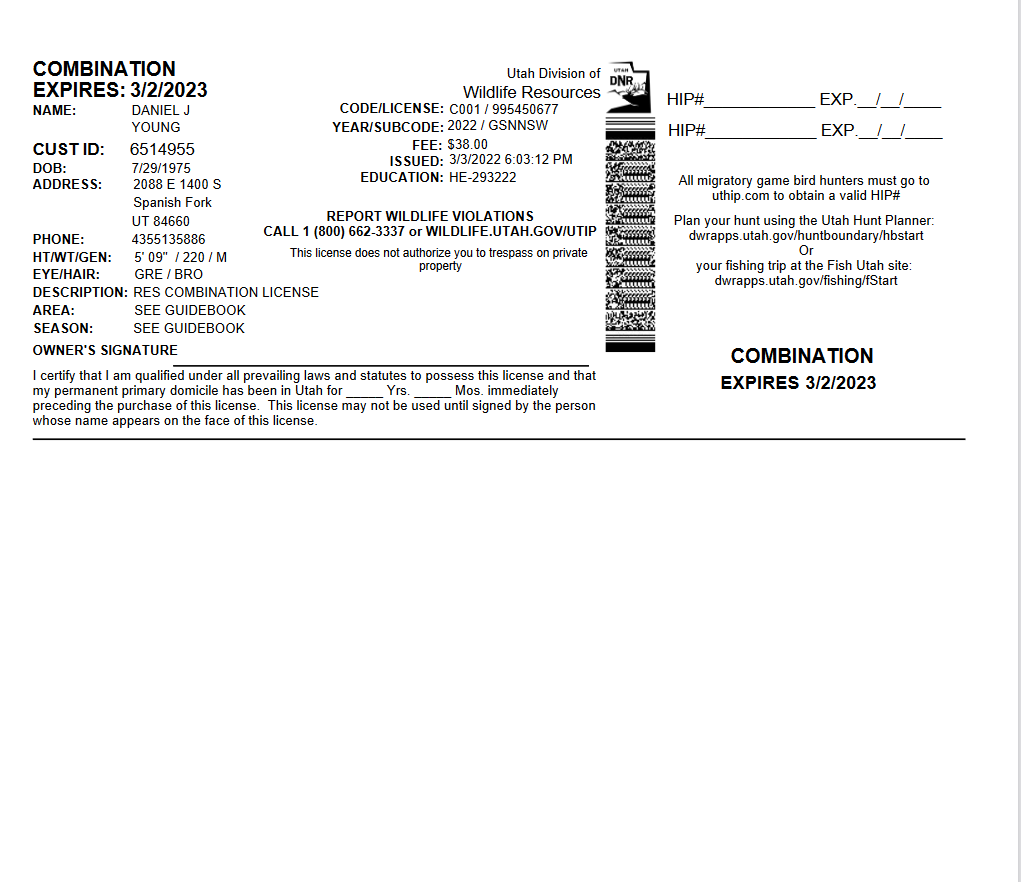 COMBINATION
EXPIRES: 3/2/2023
NAME: DANIEL J
YOUNG
CUST ID: 6514955
DOB: 7/29/1975
ADDRESS: 2088 E 1400 S
Spanish Fork
UT 84660
PHONE: 4355135886
HT/WT/GEN: 5' 09" / 220 / M
EYE/HAIR: GRE / BRO
DESCRIPTION: RES COMBINATION LICENSE
AREA: SEE GUIDEBOOK
SEASON: SEE GUIDEBOOK
OWNER'S SIGNATURE
I certify that I am qualified under all prevailing laws and statutes to possess this license and that
my permanent primary domicile has been in Utah for _____ Yrs. _____ Mos. immediately
preceding the purchase of this license. This license may not be used until signed by the person
whose name appears on the face of this license.
Utah Division of
Wildlife Resources
CODE/LICENSE: C001 / 995450677
YEAR/SUBCODE: 2022 / GSNNSW
FEE: $38.00
ISSUED: 3/3/2022 6:03:12 PM
EDUCATION: HE-293222
REPORT WILDLIFE VIOLATIONS
CALL 1 (800) 662-3337 or WILDLIFE.UTAH.GOV/UTIP
This license does not authorize you to trespass on private
property
UTAH
DNR
HIP#____________ EXP.__/__/____
HIP#____________ EXP.__/__/____
All migratory game bird hunters must go to
uthip.com to obtain a valid HIP#
Plan your hunt using the Utah Hunt Planner:
dwrapps.utah.gov/huntboundary/hbstart
Or
your fishing trip at the Fish Utah site:
dwrapps.utah.gov/fishing/fStart
COMBINATION
EXPIRES 3/2/2023